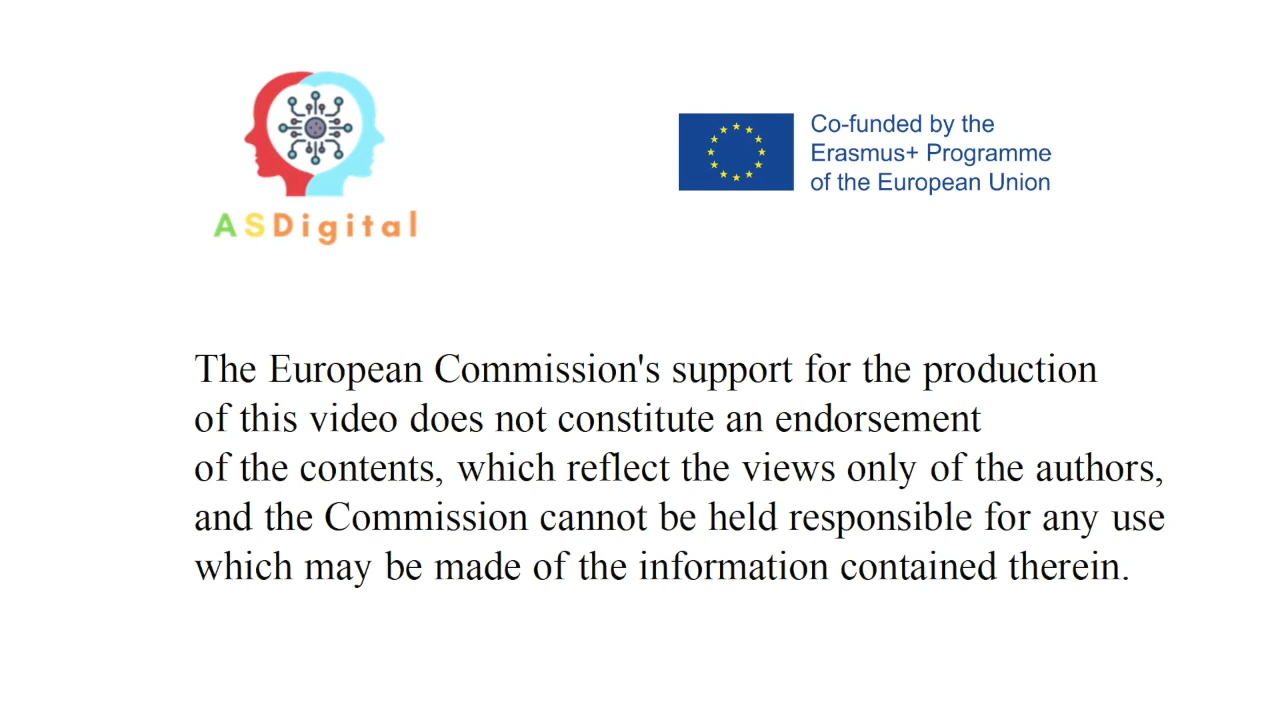 ASDigital
Co-funded by the
Erasmus+ Programme
of the European Union
The European Commission's support for the production
of this video does not constitute an endorsement
of the contents, which reflect the views only of the authors,
and the Commission cannot be held responsible for any use
which may be made of the information contained therein.